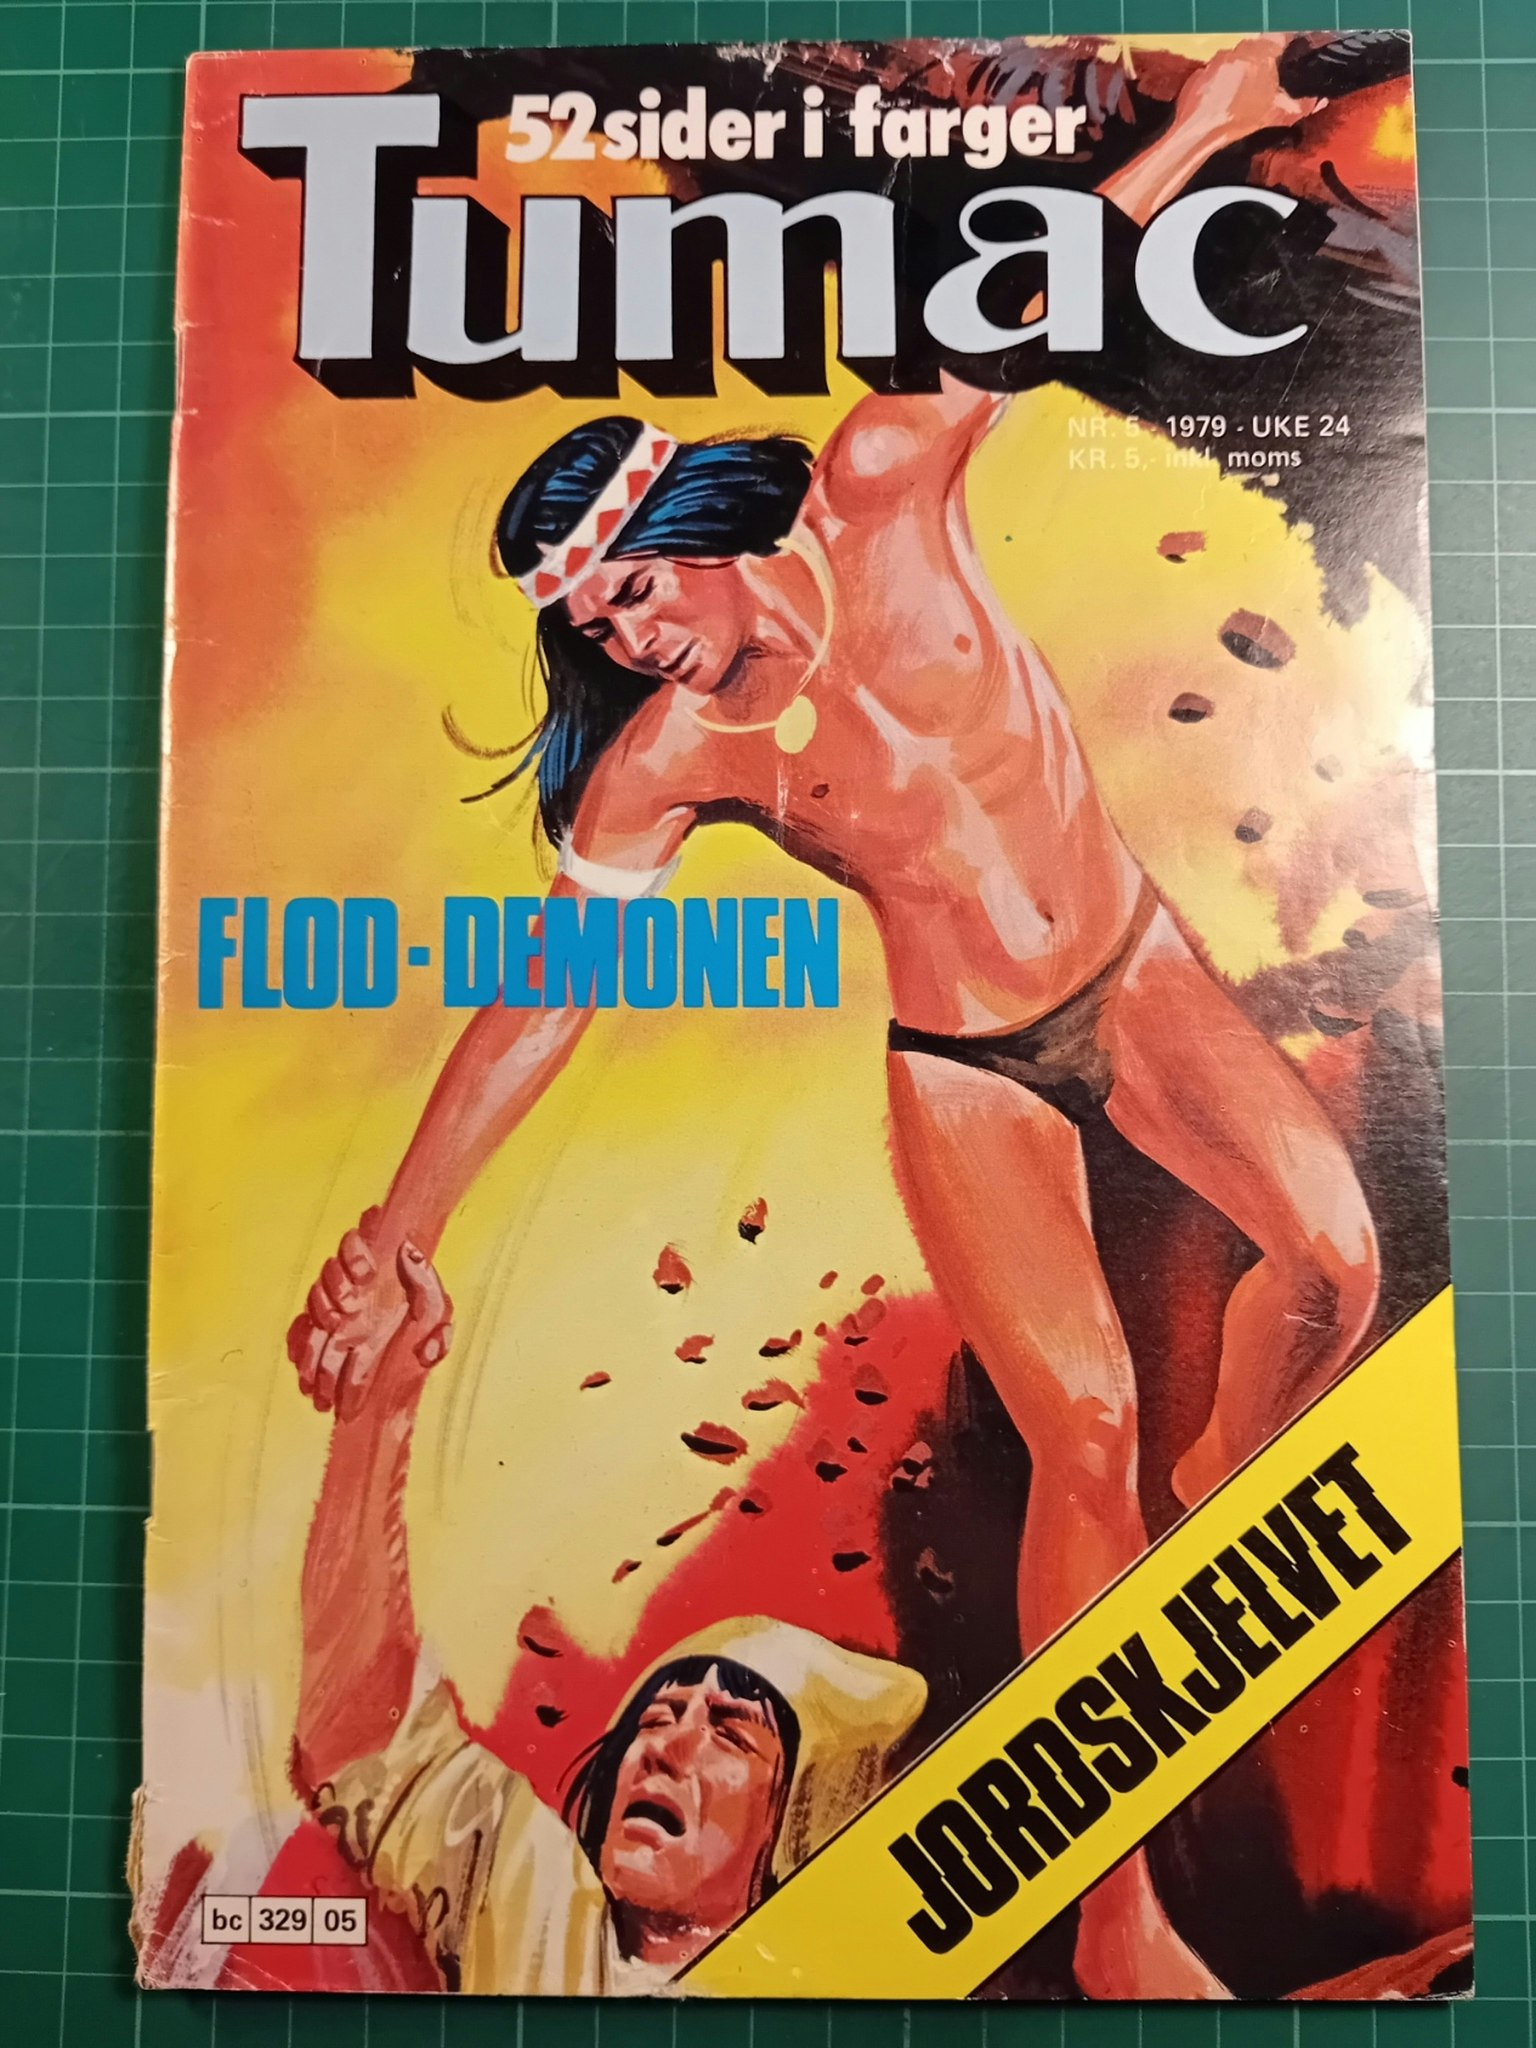 52 sider i farger
Tumac
NR. 5 - 1979 - UKE 24
KR. 5,- inkl. moms
FLOD-DEMONEN
JORDSKJELVET
bc 329 05